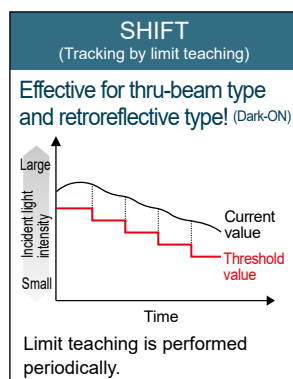 SHIFT
(Tracking by limit teaching)
Effective for thru-beam type
and retroreflective type! (Dark-ON)
Large
Incident light
intensity
Small
Current
value
Threshold
value
Time
Limit teaching is performed
periodically.